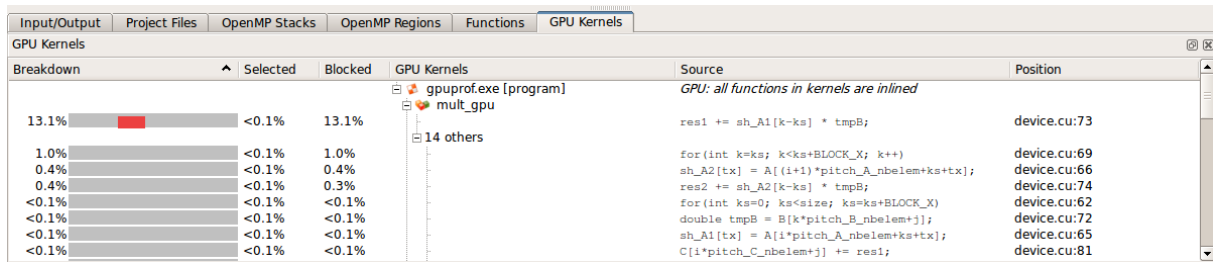 Input/Output Project Files OpenMP Stacks OpenMP Regions Functions GPU Kernels
GPU Kernels
Breakdown Selected Blocked GPU Kernels Source Position
gpuprof.exe [program] GPU: all functions in kernels are inlined
mult_gpu
13.1% <0.1% 13.1% res1 += sh_A1[k-ks] * tmpB; device.cu:73
14 others
1.0% <0.1% 1.0% for(int k=ks; k<ks+BLOCK_X; k++) device.cu:69
0.4% <0.1% 0.4% sh_A2[tx] = A[(i+1)*pitch_A_nbelem+ks+tx]; device.cu:66
0.4% <0.1% 0.3% res2 += sh_A2[k-ks] * tmpB; device.cu:74
<0.1% <0.1% <0.1% for(int ks=0; ks<size; ks=ks+BLOCK_X) device.cu:62
<0.1% <0.1% <0.1% double tmpB = B[k*pitch_B_nbelem+j]; device.cu:72
<0.1% <0.1% <0.1% sh_A1[tx] = A[i*pitch_A_nbelem+ks+tx]; device.cu:65
<0.1% <0.1% <0.1% C[i*pitch_C_nbelem+j] += res1; device.cu:81